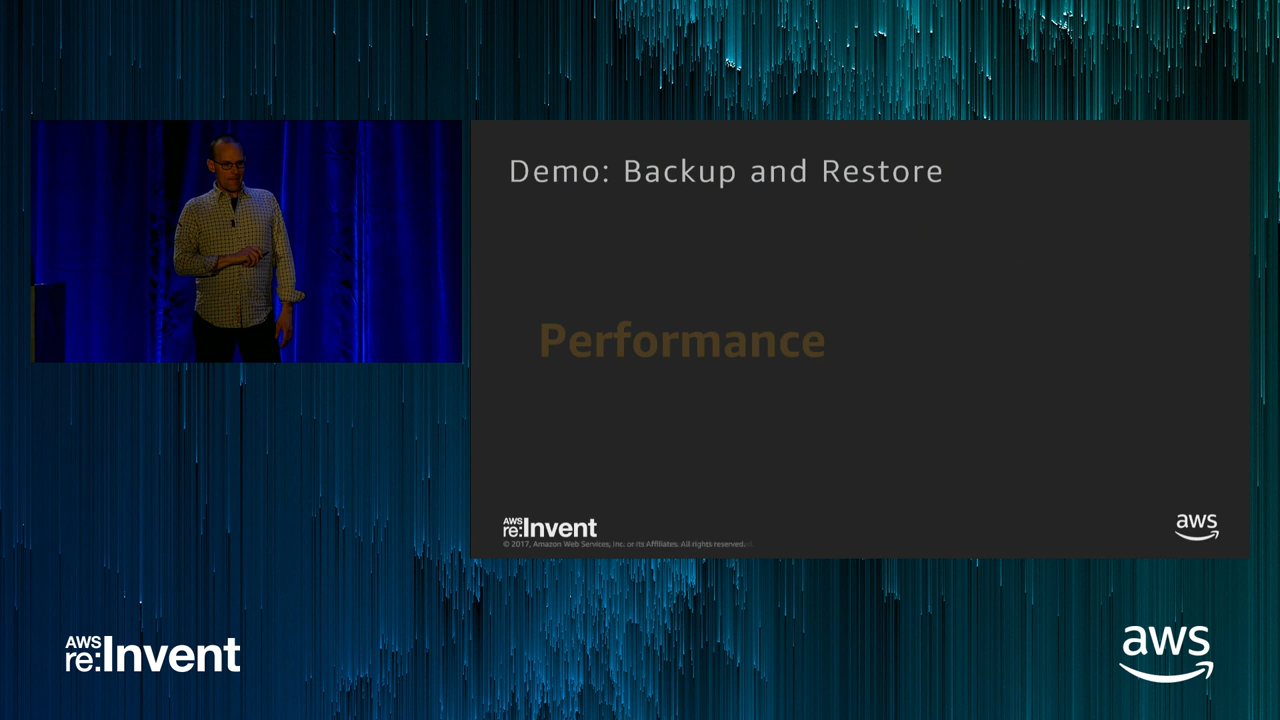 Demo: Backup and Restore
Performance
AWS
re:Invent
© 2017, Amazon Web Services, Inc. or its Affiliates. All rights reserved.
aws
AWS
re:Invent
aws